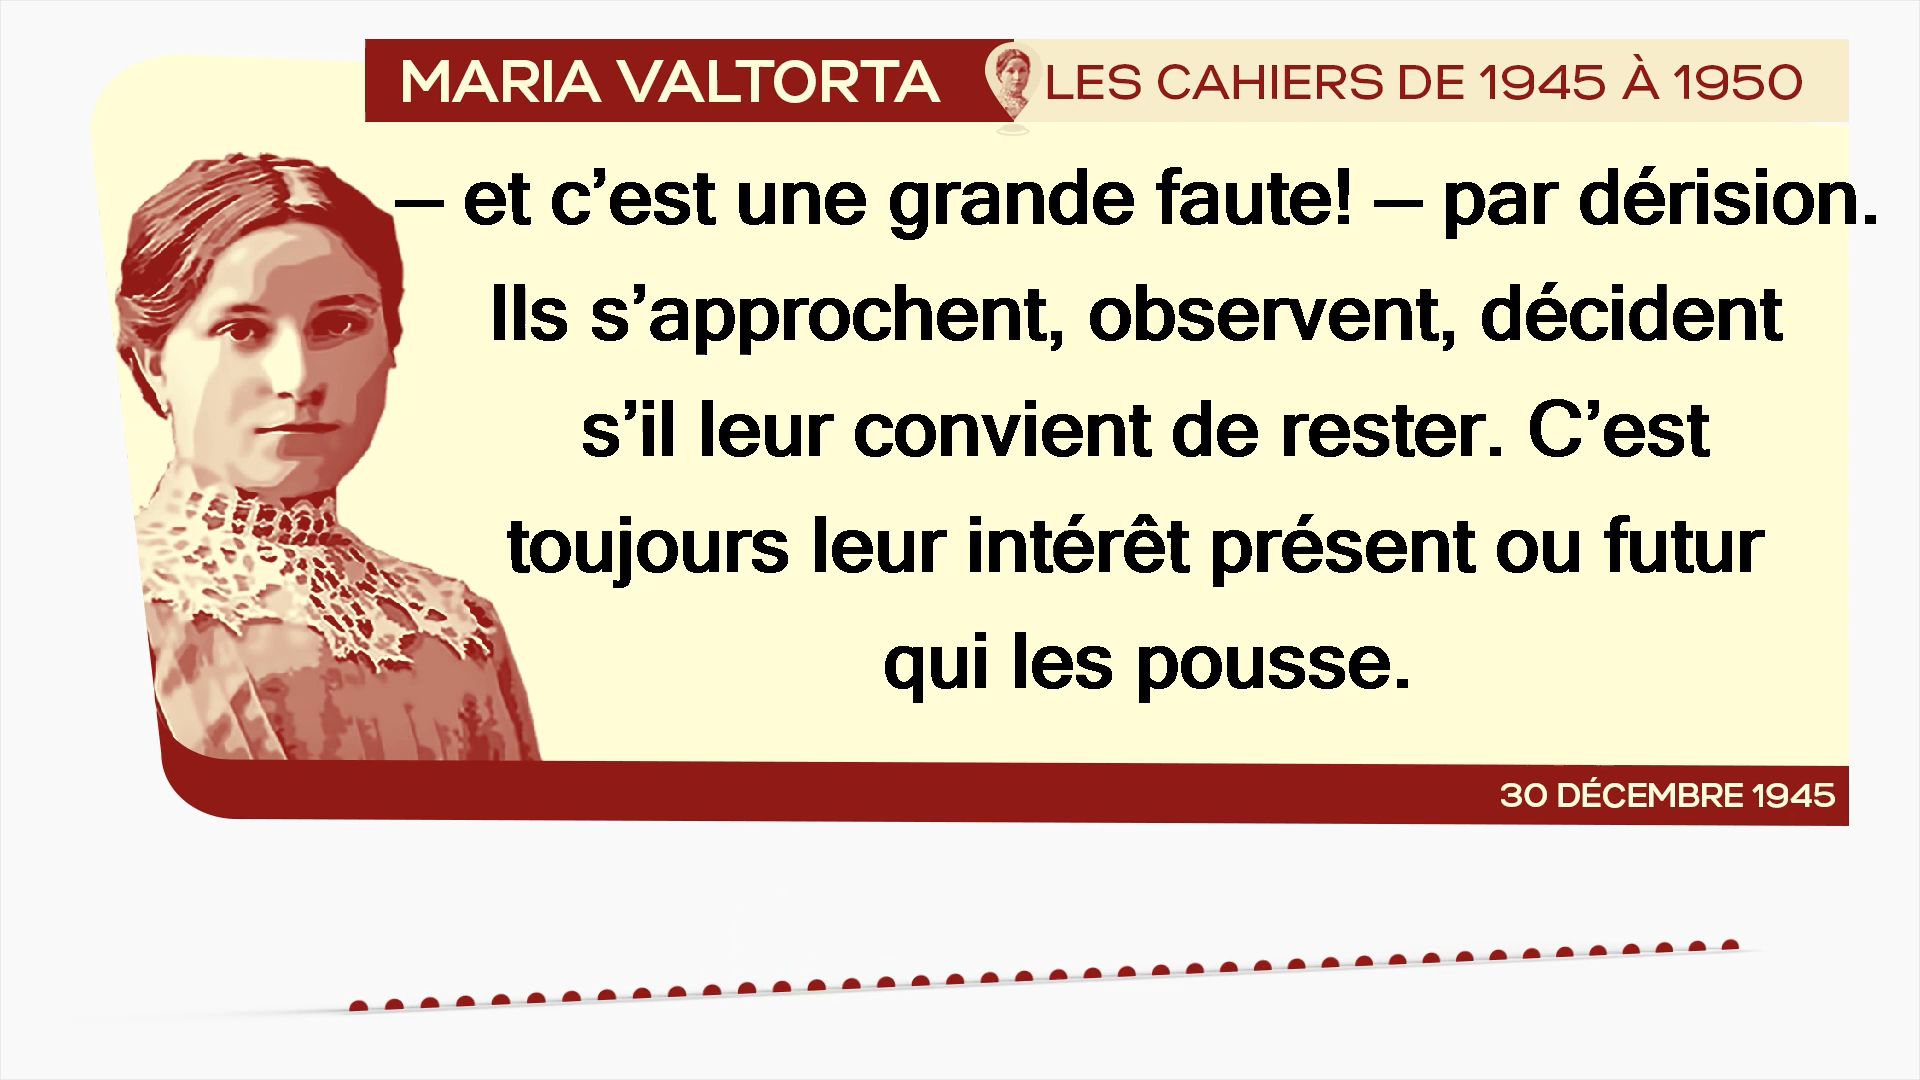 MARIA VALTORTA
LES CAHIERS DE 1945 À 1950
— et c’est une grande faute! — par dérision.
Ils s’approchent, observent, décident
s’il leur convient de rester. C’est
toujours leur intérêt présent ou futur
qui les pousse.
30 DÉCEMBRE 1945